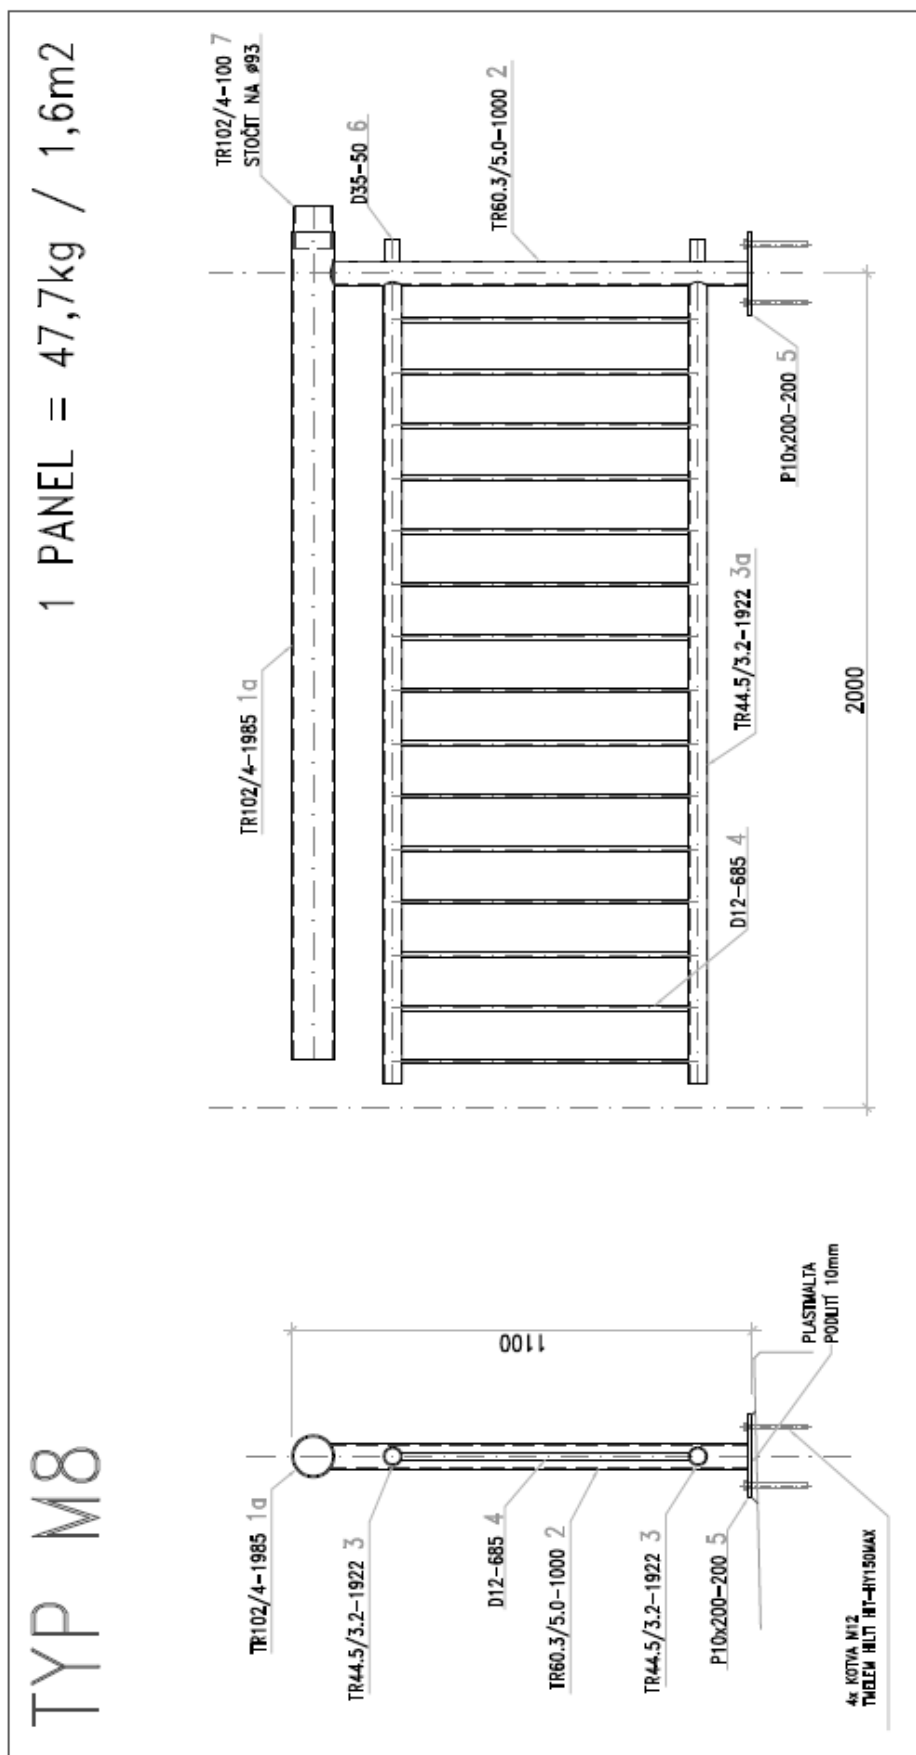 TYP M8
1 PANEL = 47,7kg / 1,6m2
TR102/4-1985 1a
TR44.5/3.2-1922 3
D12-685 4
TR60.3/5.0-1000 2
TR44.5/3.2-1922 3
P10x200-200 5
4x KOTVA M12
TMELEM HILTI HIT-HY150MAX
1100
PLASTMALTA
PODLITÍ 10mm
TR102/4-1985 1a
D12-685 4
TR44.5/3.2-1922 3a
2000
TR102/4-100 7
STOČIT NA ø93
D35-50 6
TR60.3/5.0-1000 2
P10x200-200 5